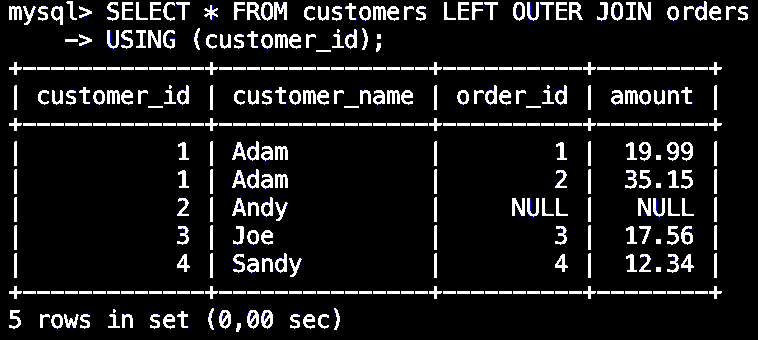 mysql> SELECT * FROM customers LEFT OUTER JOIN orders
    -> USING (customer_id);
+-------------+---------------+----------+--------+
| customer_id | customer_name | order_id | amount |
+-------------+---------------+----------+--------+
|           1 | Adam          |        1 |  19.99 |
|           1 | Adam          |        2 |  35.15 |
|           2 | Andy          |     NULL |   NULL |
|           3 | Joe           |        3 |  17.56 |
|           4 | Sandy         |        4 |  12.34 |
+-------------+---------------+----------+--------+
5 rows in set (0,00 sec)